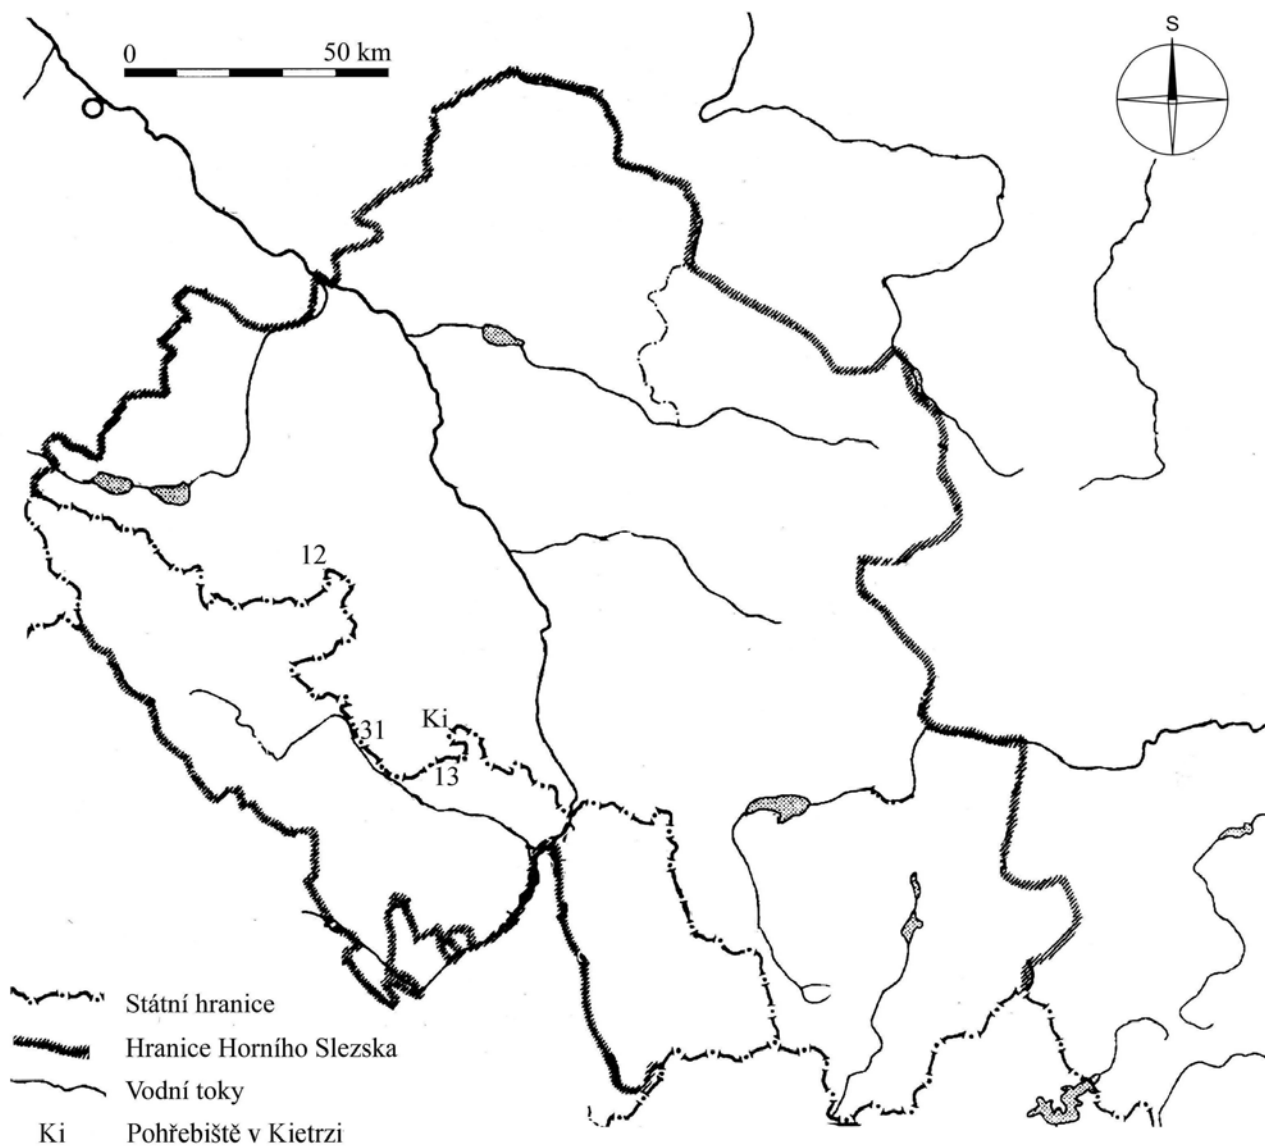 S
0 50 km
12
Ki
31
13
Státní hranice
Hranice Horního Slezska
Vodní toky
Ki Pohřebiště v Kietrzi